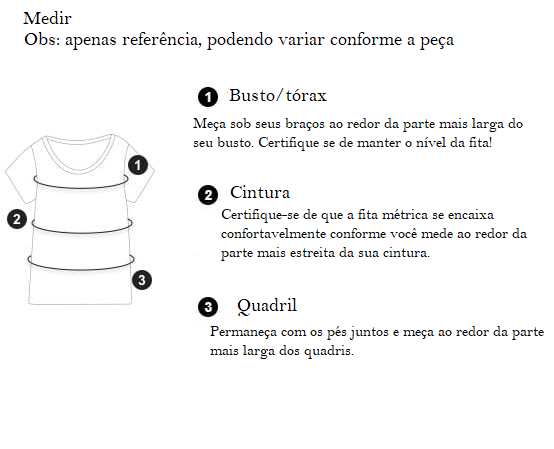 Medir
Obs: apenas referência, podendo variar conforme a peça
1 Busto/tórax
Meça sob seus braços ao redor da parte mais larga do
seu busto. Certifique se de manter o nível da fita!
1
2 Cintura
2
Certifique-se de que a fita métrica se encaixa
confortavelmente conforme você mede ao redor da
parte mais estreita da sua cintura.
3
3 Quadril
Permaneça com os pés juntos e meça ao redor da parte
mais larga dos quadris.